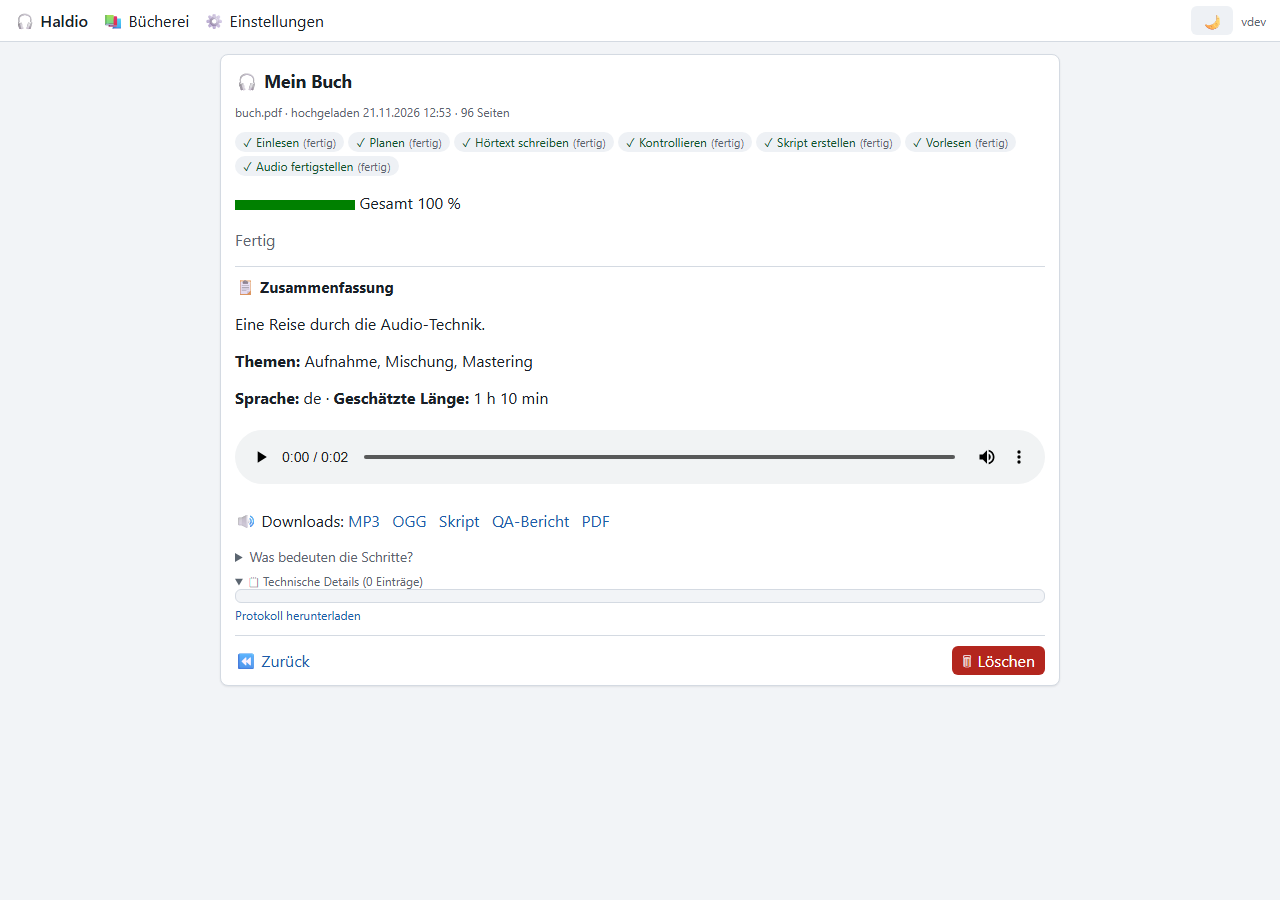 🎧 Haldio 📚 Bücherei ⚙️ Einstellungen 🌙 vdev
🎧 Mein Buch
buch.pdf · hochgeladen 21.11.2026 12:53 · 96 Seiten
✓ Einlesen (fertig) ✓ Planen (fertig) ✓ Hörtext schreiben (fertig) ✓ Kontrollieren (fertig) ✓ Skript erstellen (fertig) ✓ Vorlesen (fertig)
✓ Audio fertigstellen (fertig)
Gesamt 100 %
Fertig
📋 Zusammenfassung
Eine Reise durch die Audio-Technik.
Themen: Aufnahme, Mischung, Mastering
Sprache: de · Geschätzte Länge: 1 h 10 min
0:00 / 0:02
🔊 Downloads: MP3 OGG Skript QA-Bericht PDF
▶ Was bedeuten die Schritte?
▼ 📋 Technische Details (0 Einträge)
Protokoll herunterladen
⏪ Zurück 🗑 Löschen